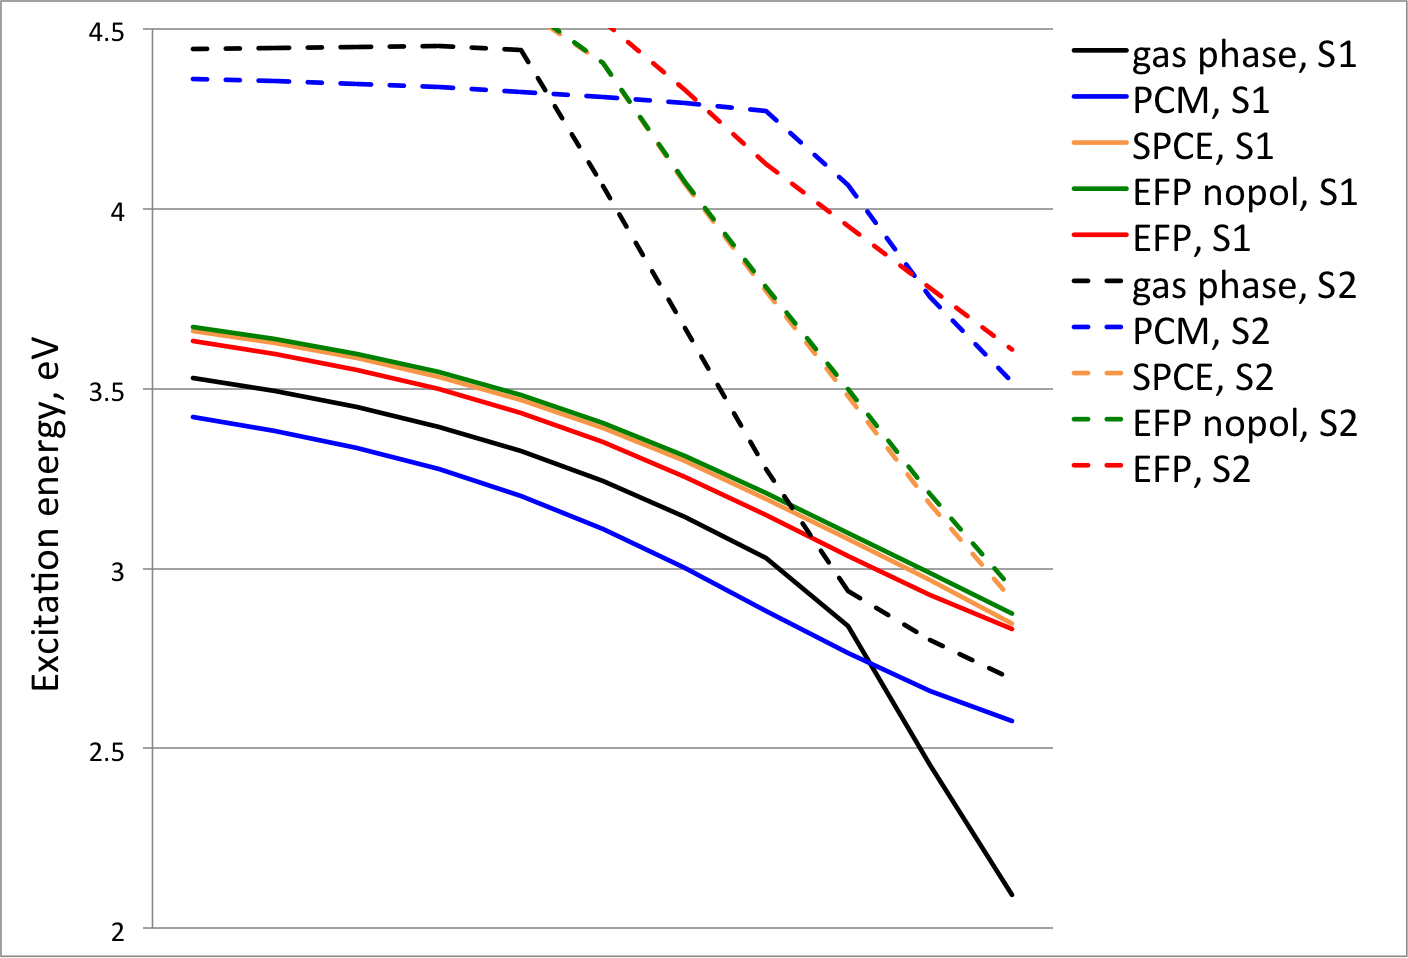 Excitation energy, eV
4.5
4
3.5
3
2.5
2
gas phase, S1
PCM, S1
SPCE, S1
EFP nopol, S1
EFP, S1
gas phase, S2
PCM, S2
SPCE, S2
EFP nopol, S2
EFP, S2